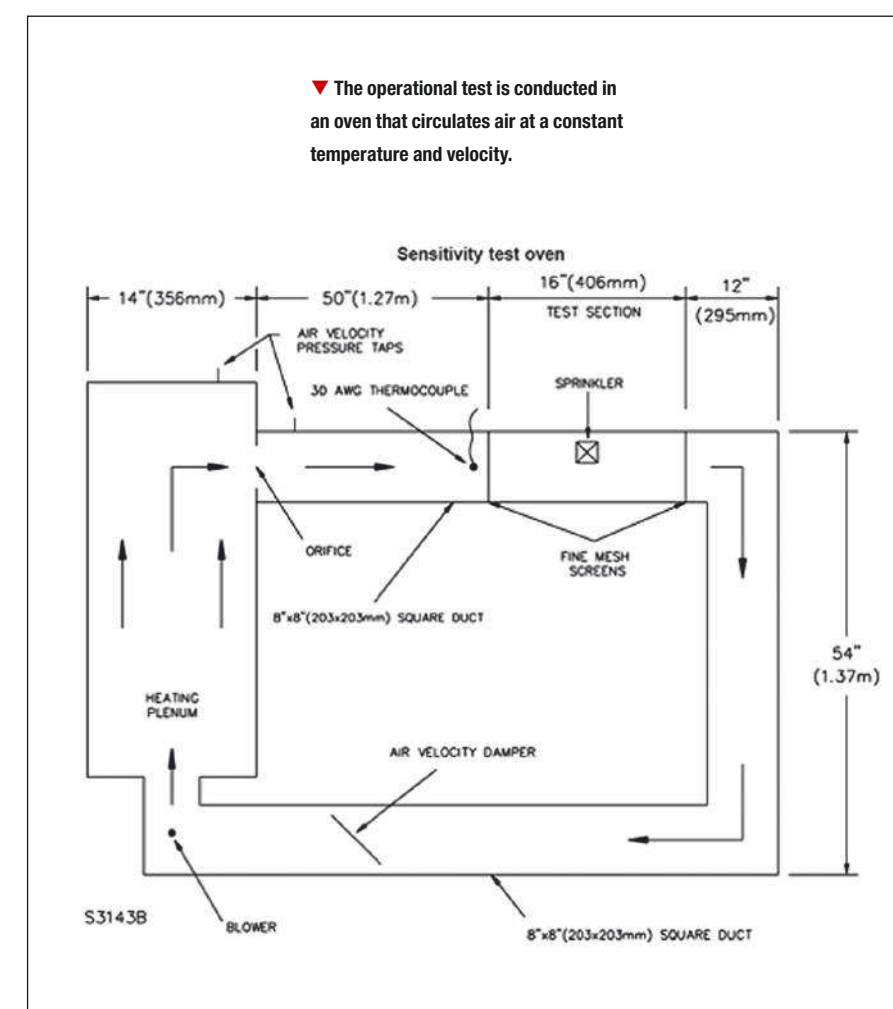 ▼ The operational test is conducted in
an oven that circulates air at a constant
temperature and velocity.
Sensitivity test oven
14"(356mm)
50"(1.27m)
16"(406mm)
TEST SECTION
12"
(295mm)
AIR VELOCITY
PRESSURE TAPS
30 AWG THERMOCOUPLE
SPRINKLER
ORIFICE
FINE MESH
SCREENS
8"x8"(203x203mm) SQUARE DUCT
54"
(1.37m)
HEATING
PLENUM
AIR VELOCITY DAMPER
S3143B
BLOWER
8"x8"(203x203mm) SQUARE DUCT